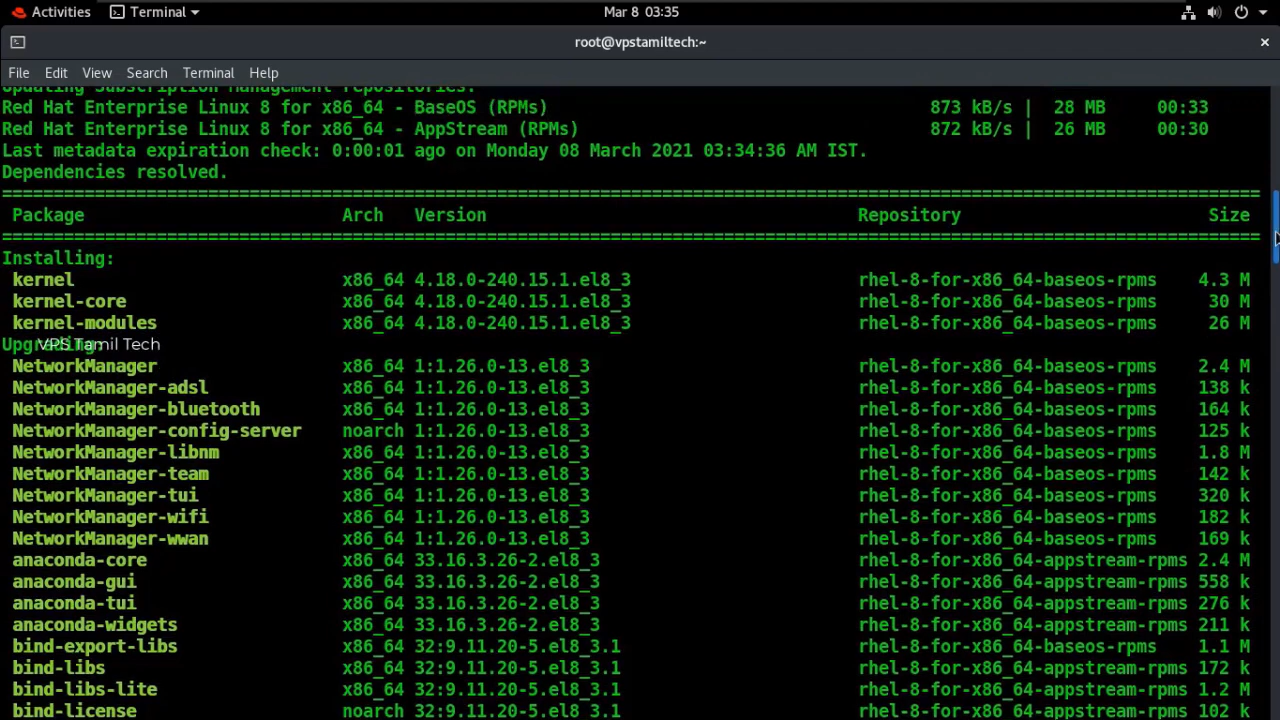 Activities Terminal Mar 8 03:35
root@vpstamiltech:~
File Edit View Search Terminal Help
Updating Subscription Management repositories.
Red Hat Enterprise Linux 8 for x86_64 - BaseOS (RPMs) 873 kB/s | 28 MB 00:33
Red Hat Enterprise Linux 8 for x86_64 - AppStream (RPMs) 872 kB/s | 26 MB 00:30
Last metadata expiration check: 0:00:01 ago on Monday 08 March 2021 03:34:36 AM IST.
Dependencies resolved.
Package Arch Version Repository Size
Installing:
kernel x86_64 4.18.0-240.15.1.el8_3 rhel-8-for-x86_64-baseos-rpms 4.3 M
kernel-core x86_64 4.18.0-240.15.1.el8_3 rhel-8-for-x86_64-baseos-rpms 30 M
kernel-modules x86_64 4.18.0-240.15.1.el8_3 rhel-8-for-x86_64-baseos-rpms 26 M
Upgrading:
VPS Tamil Tech
NetworkManager x86_64 1:1.26.0-13.el8_3 rhel-8-for-x86_64-baseos-rpms 2.4 M
NetworkManager-adsl x86_64 1:1.26.0-13.el8_3 rhel-8-for-x86_64-baseos-rpms 138 k
NetworkManager-bluetooth x86_64 1:1.26.0-13.el8_3 rhel-8-for-x86_64-baseos-rpms 164 k
NetworkManager-config-server noarch 1:1.26.0-13.el8_3 rhel-8-for-x86_64-baseos-rpms 125 k
NetworkManager-libnm x86_64 1:1.26.0-13.el8_3 rhel-8-for-x86_64-baseos-rpms 1.8 M
NetworkManager-team x86_64 1:1.26.0-13.el8_3 rhel-8-for-x86_64-baseos-rpms 142 k
NetworkManager-tui x86_64 1:1.26.0-13.el8_3 rhel-8-for-x86_64-baseos-rpms 320 k
NetworkManager-wifi x86_64 1:1.26.0-13.el8_3 rhel-8-for-x86_64-baseos-rpms 182 k
NetworkManager-wwan x86_64 1:1.26.0-13.el8_3 rhel-8-for-x86_64-baseos-rpms 169 k
anaconda-core x86_64 33.16.3.26-2.el8_3 rhel-8-for-x86_64-appstream-rpms 2.4 M
anaconda-gui x86_64 33.16.3.26-2.el8_3 rhel-8-for-x86_64-appstream-rpms 558 k
anaconda-tui x86_64 33.16.3.26-2.el8_3 rhel-8-for-x86_64-appstream-rpms 276 k
anaconda-widgets x86_64 33.16.3.26-2.el8_3 rhel-8-for-x86_64-appstream-rpms 211 k
bind-export-libs x86_64 32:9.11.20-5.el8_3.1 rhel-8-for-x86_64-baseos-rpms 1.1 M
bind-libs x86_64 32:9.11.20-5.el8_3.1 rhel-8-for-x86_64-appstream-rpms 172 k
bind-libs-lite x86_64 32:9.11.20-5.el8_3.1 rhel-8-for-x86_64-appstream-rpms 1.2 M
bind-license noarch 32:9.11.20-5.el8_3.1 rhel-8-for-x86_64-appstream-rpms 102 k